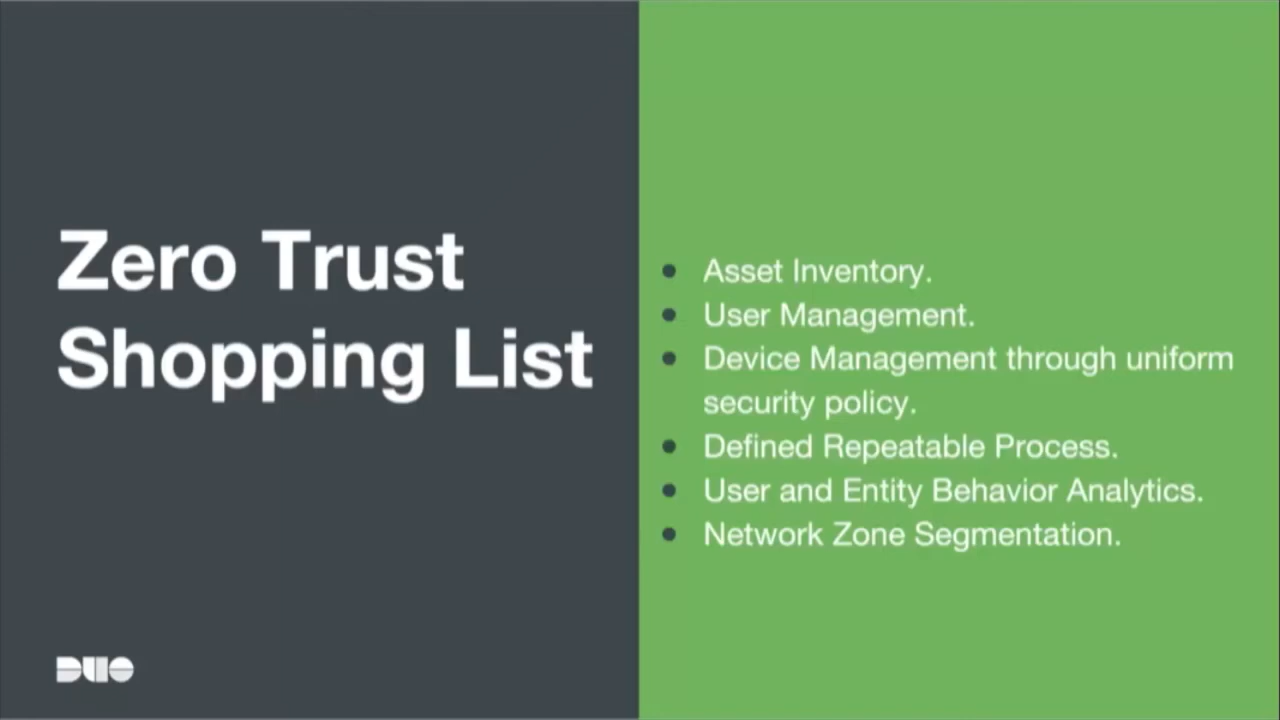 Zero Trust
Shopping List
• Asset Inventory.
• User Management.
• Device Management through uniform
security policy.
• Defined Repeatable Process.
• User and Entity Behavior Analytics.
• Network Zone Segmentation.
DUO